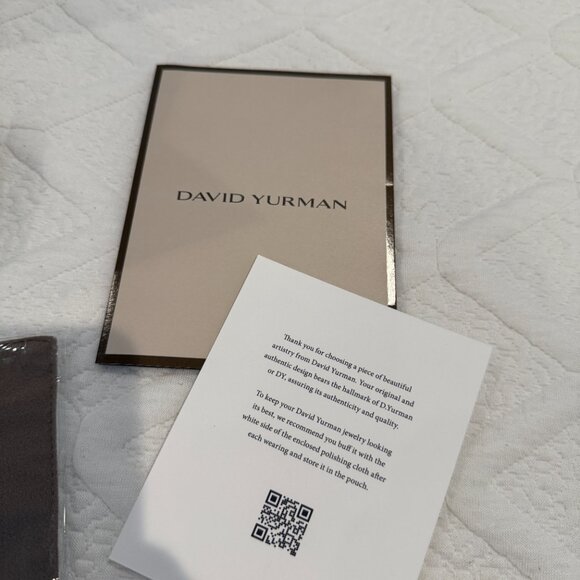 DAVID YURMAN
Thank you for choosing a piece of beautiful
artistry from David Yurman. Your original and
authentic design bears the hallmark of D.Yurman
or DY, assuring its authenticity and quality.
To keep your David Yurman jewelry looking
its best, we recommend you buff it with the
white side of the enclosed polishing cloth after
each wearing and store it in the pouch.